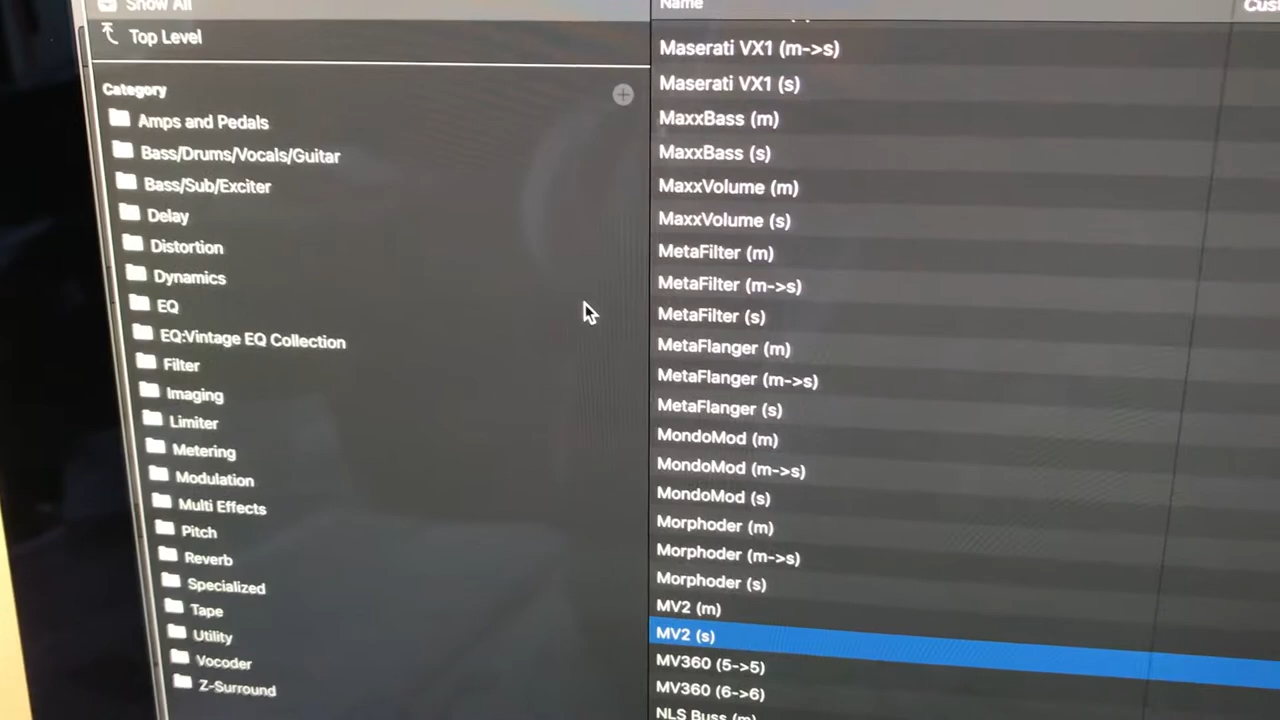 Show All
Top Level
Category
Amps and Pedals
Bass/Drums/Vocals/Guitar
Bass/Sub/Exciter
Delay
Distortion
Dynamics
EQ
EQ:Vintage EQ Collection
Filter
Imaging
Limiter
Metering
Modulation
Multi Effects
Pitch
Reverb
Specialized
Tape
Utility
Vocoder
Z-Surround
Name
Maserati VX1 (m->s)
Maserati VX1 (s)
MaxxBass (m)
MaxxBass (s)
MaxxVolume (m)
MaxxVolume (s)
MetaFilter (m)
MetaFilter (m->s)
MetaFilter (s)
MetaFlanger (m)
MetaFlanger (m->s)
MetaFlanger (s)
MondoMod (m)
MondoMod (m->s)
MondoMod (s)
Morphoder (m)
Morphoder (m->s)
Morphoder (s)
MV2 (m)
MV2 (s)
MV360 (5->5)
MV360 (6->6)
NLS Buss (m)